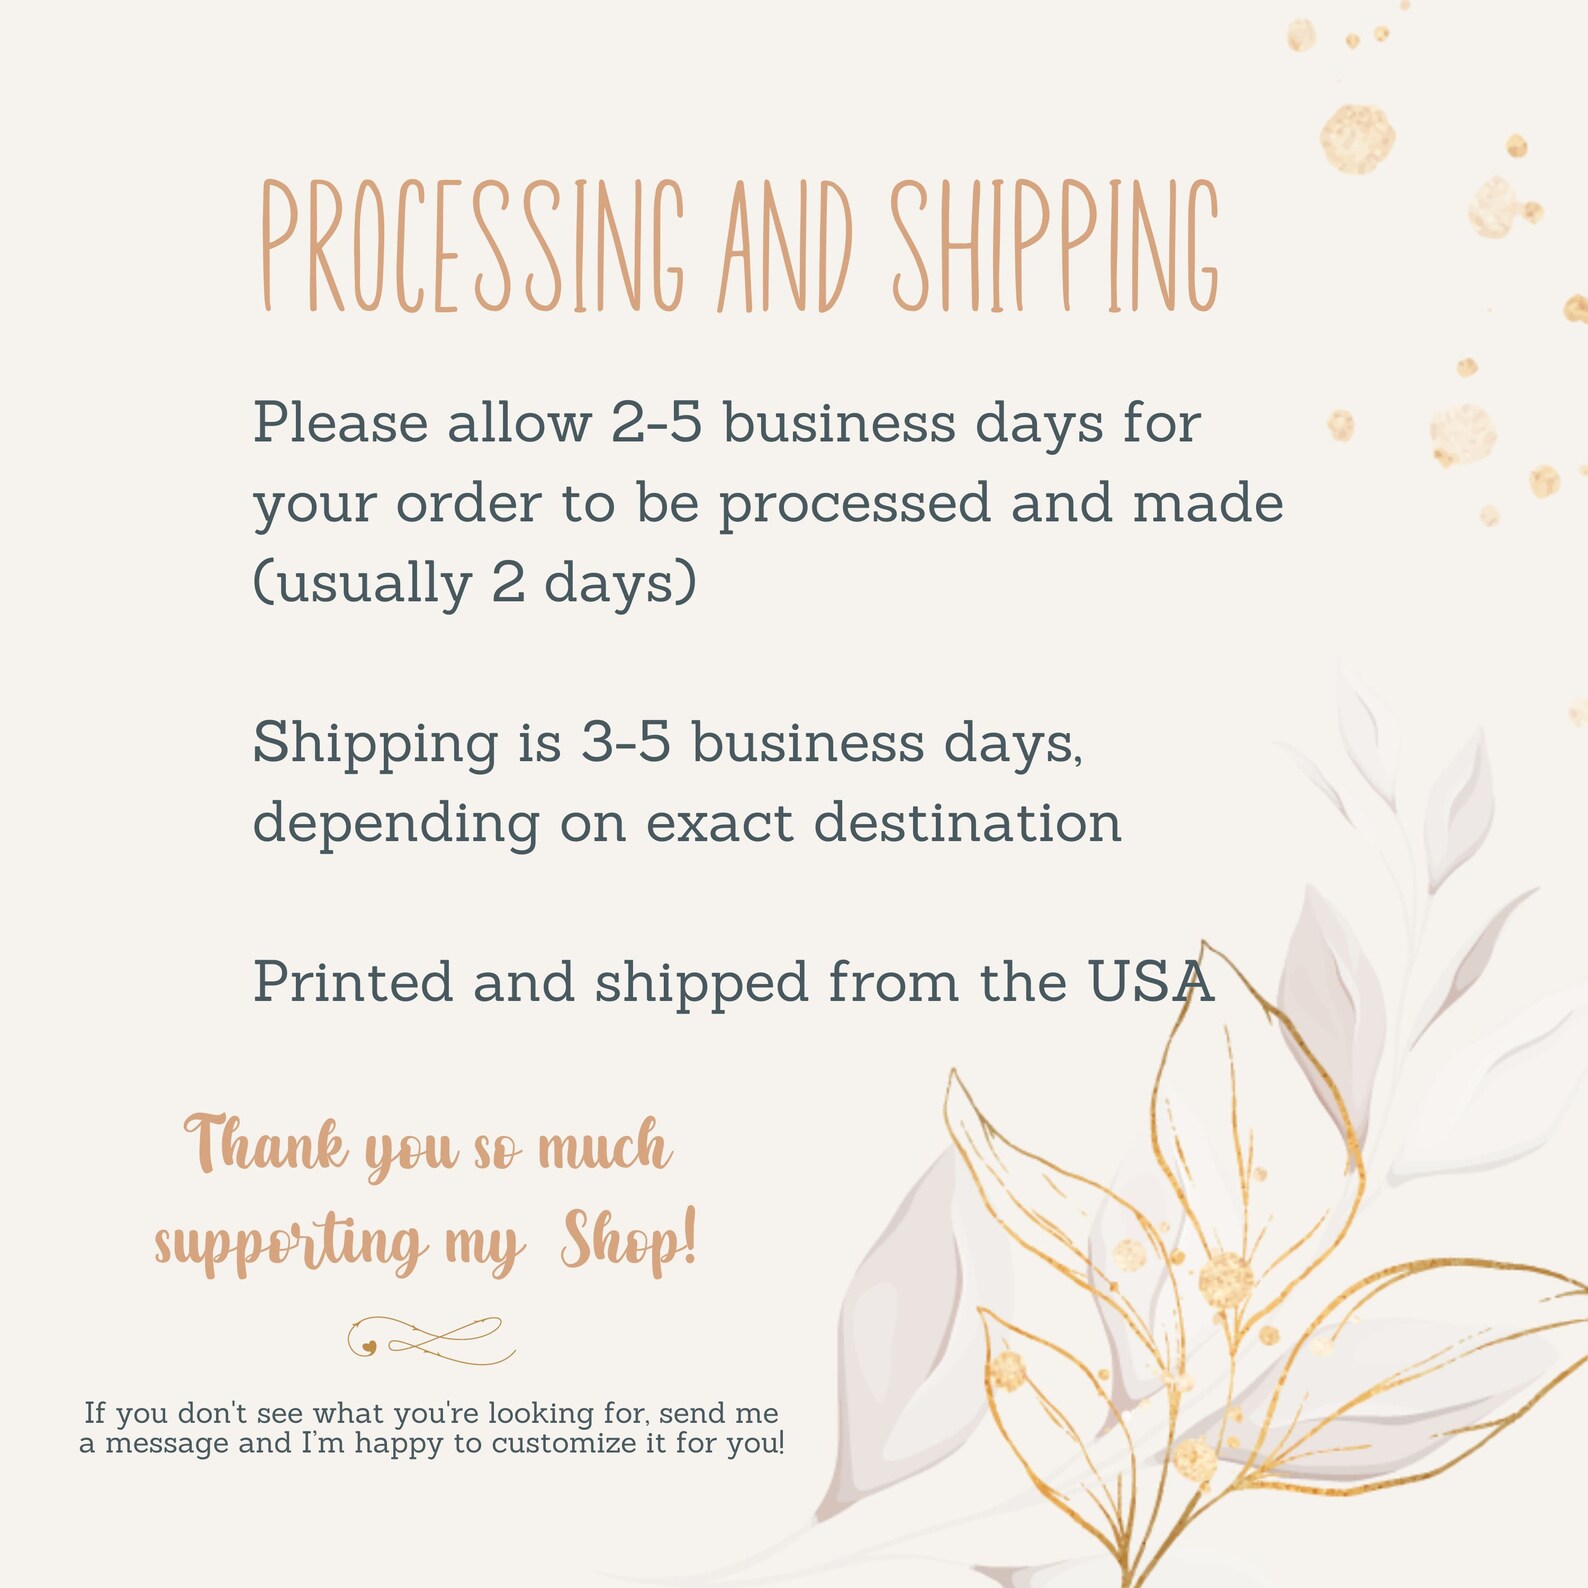 PROCESSING AND SHIPPING
Please allow 2-5 business days for
your order to be processed and made
(usually 2 days)
Shipping is 3-5 business days,
depending on exact destination
Printed and shipped from the USA
Thank you so much
supporting my Shop!
If you don't see what you're looking for, send me
a message and I’m happy to customize it for you!